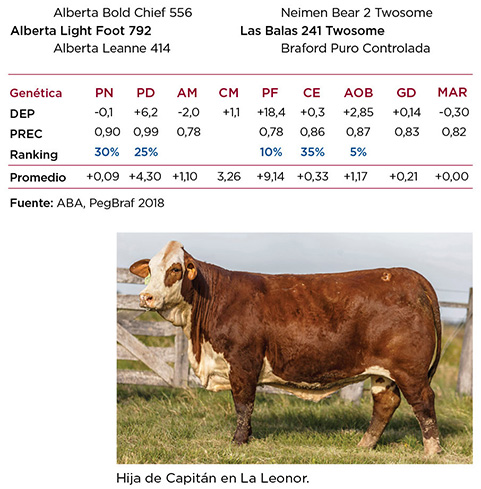 Alberta Bold Chief 556
Neimen Bear 2 Twosome
Alberta Light Foot 792
Las Balas 241 Twosome
Alberta Leanne 414
Braford Puro Controlada
Genética PN PD AM CM PF CE AOB GD MAR
DEP -0,1 +6,2 -2,0 +1,1 +18,4 +0,3 +2,85 +0,14 -0,30
PREC 0,90 0,99 0,78 0,78 0,86 0,87 0,83 0,82
Ranking 30% 25% 10% 35% 5%
Promedio +0,09 +4,30 +1,10 3,26 +9,14 +0,33 +1,17 +0,21 +0,00
Fuente: ABA, PegBraf 2018
Hija de Capitán en La Leonor.